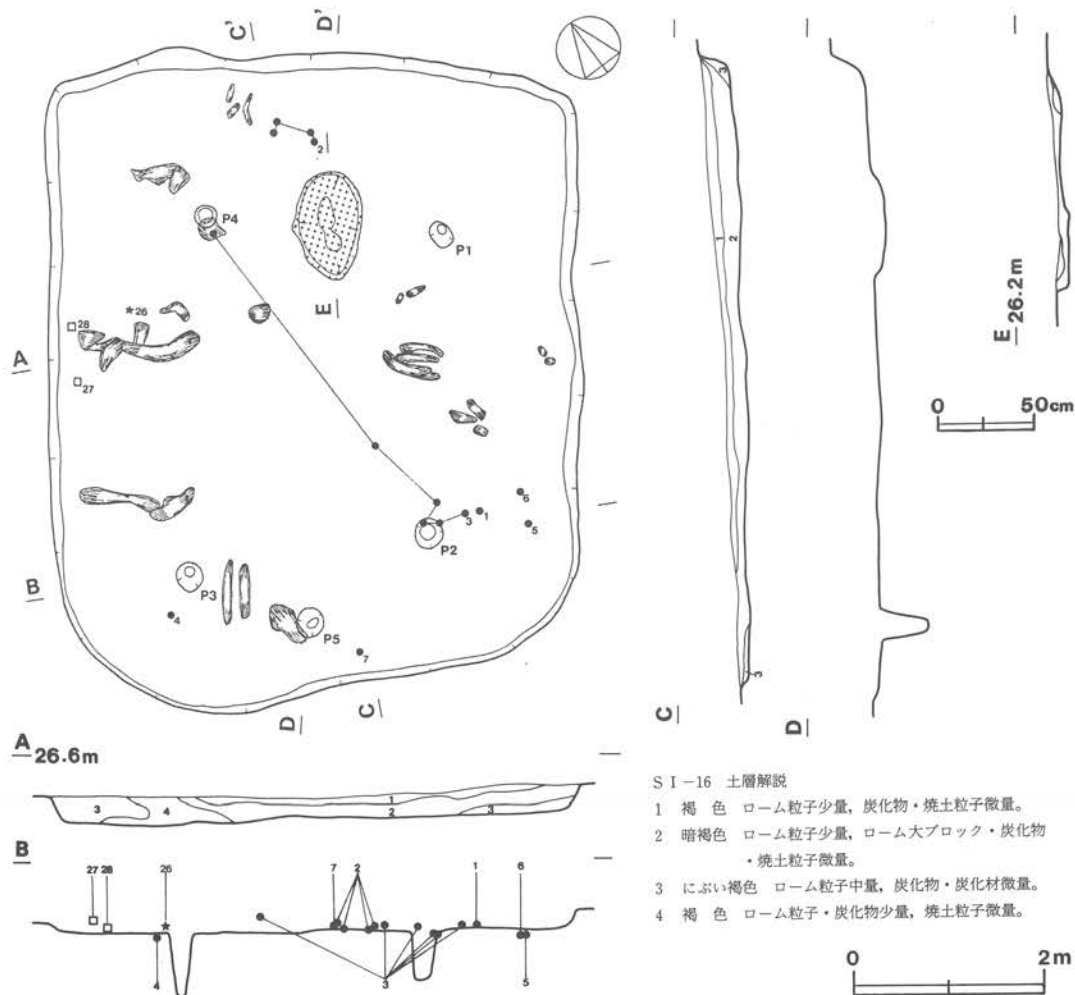 C' D'
2
P4
P1
E
★26
28
A
27
6
3 1
5
P2
B
P3
4
P5
7
D C
3
1 2
E 26.2m
0 50cm
C D
3
A 26.6m
3 4 1 2 3
B
27 28 26 7 2 1 6
4 3 5
SI-16 土層解説
1 褐 色 ローム粒子少量，炭化物・焼土粒子微量。
2 暗褐色 ローム粒子少量，ローム大ブロック・炭化物
・焼土粒子微量。
3 にぶい褐色 ローム粒子中量，炭化物・炭化材微量。
4 褐 色 ローム粒子・炭化物少量，焼土粒子微量。
0 2m